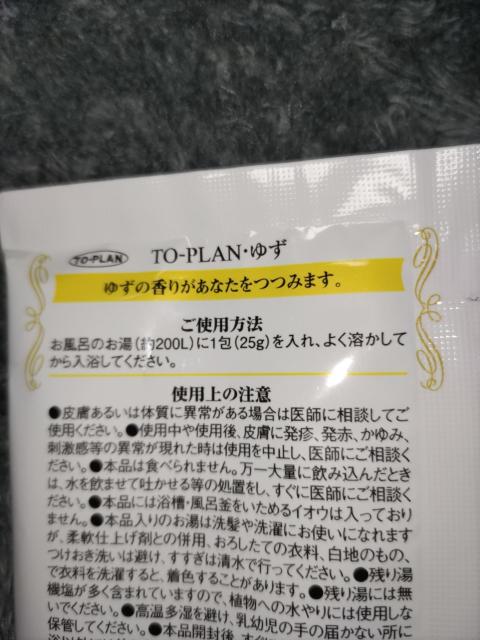 TO-PLAN TO-PLAN・ゆず
ゆずの香りがあなたをつつみます。
ご使用方法
お風呂のお湯(約200L)に1包(25g)を入れ、よく溶かして
から入浴してください。
使用上の注意
●皮膚あるいは体質に異常がある場合は医師に相談してご
使用ください。●使用中や使用後、皮膚に発疹、発赤、かゆみ、
刺激感等の異常が現れた時は使用を中止し、医師にご相談く
ださい。●本品は食べられません。万一大量に飲み込んだとき
は、水を飲ませて吐かせる等の処置をし、すぐに医師にご相談く
ださい。●本品には浴槽・風呂釜をいためるイオウは入っており
ません。●本品入りのお湯は洗髪や洗濯にお使いになれます
が、柔軟仕上げ剤との併用、おろしたての衣料、白地のもの、
つけおき洗いは避け、すすぎは清水で行ってください。●残り湯
で衣料を洗濯すると、着色することがあります。●残り湯には無
機塩が多く含まれていますので、植物への水やりには使用しな
いでください。●高温多湿を避け、乳幼児の手の届かない所に
保管してください。●本品開封後、すぐに